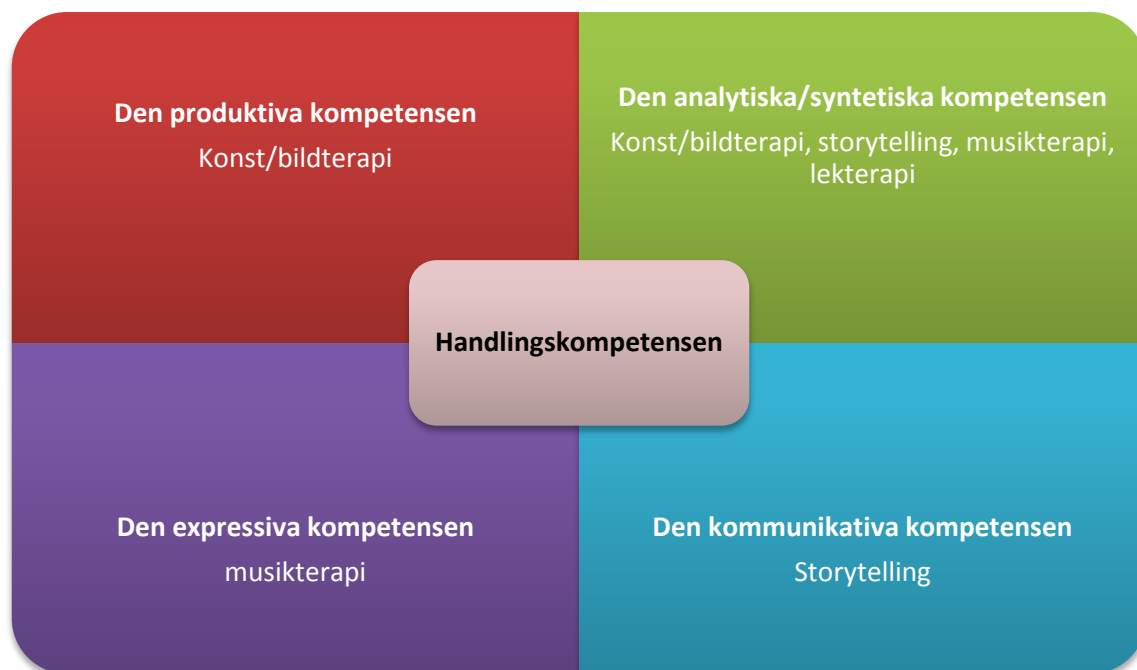 Den produktiva kompetensen
Konst/bildterapi
Den analytiska/syntetiska kompetensen
Konst/bildterapi, storytelling, musikterapi,
lekterapi
Handlingskompetensen
Den expressiva kompetensen
musikterapi
Den kommunikativa kompetensen
Storytelling